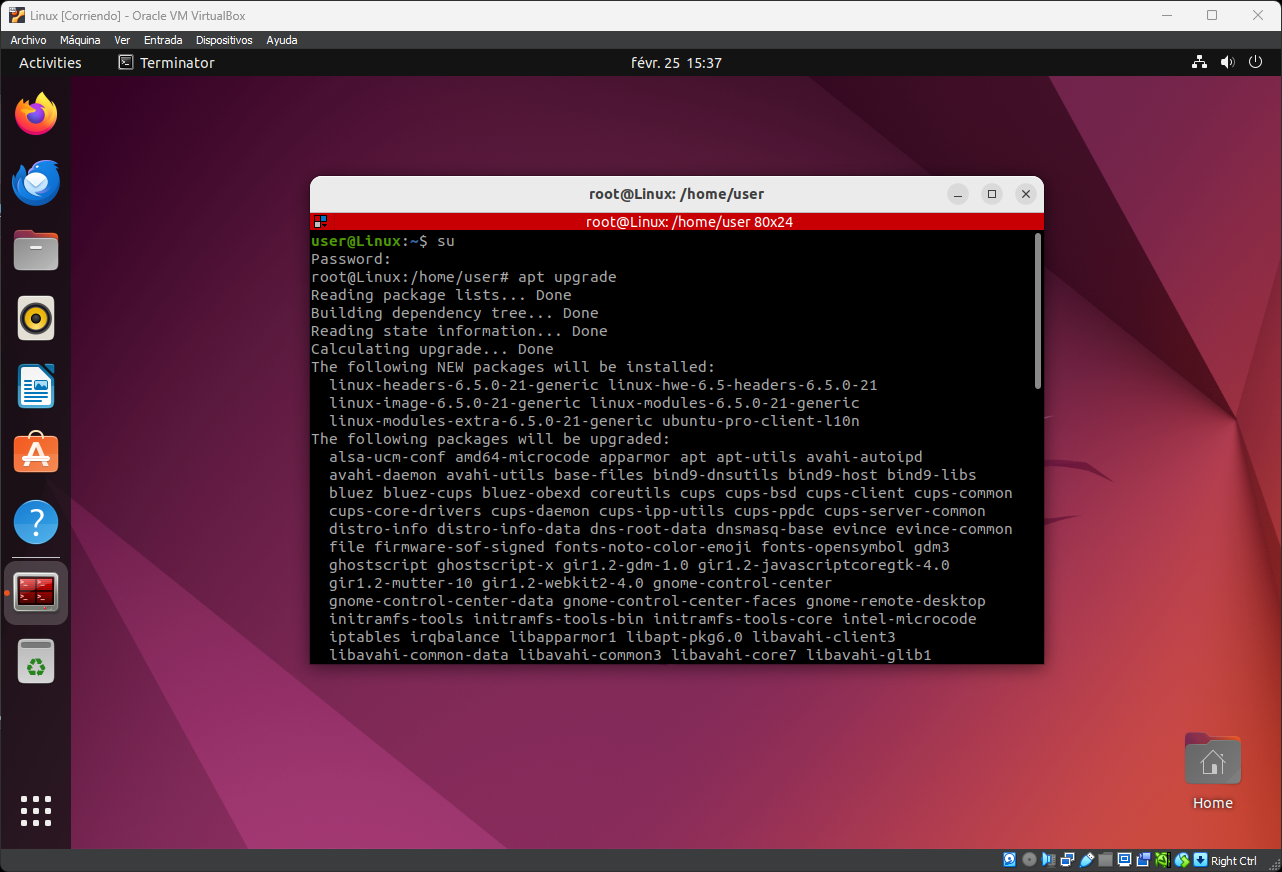 Linux [Corriendo] - Oracle VM VirtualBox
Archivo Máquina Ver Entrada Dispositivos Ayuda
Activities Terminator févr. 25 15:37
root@Linux: /home/user
root@Linux: /home/user 80x24
user@Linux:~$ su
Password:
root@Linux:/home/user# apt upgrade
Reading package lists... Done
Building dependency tree... Done
Reading state information... Done
Calculating upgrade... Done
The following NEW packages will be installed:
linux-headers-6.5.0-21-generic linux-hwe-6.5-headers-6.5.0-21
linux-image-6.5.0-21-generic linux-modules-6.5.0-21-generic
linux-modules-extra-6.5.0-21-generic ubuntu-pro-client-l10n
The following packages will be upgraded:
alsa-ucm-conf amd64-microcode apparmor apt apt-utils avahi-autoipd
avahi-daemon avahi-utils base-files bind9-dnsutils bind9-host bind9-libs
bluez bluez-cups bluez-obexd coreutils cups cups-bsd cups-client cups-common
cups-core-drivers cups-daemon cups-ipp-utils cups-ppdc cups-server-common
distro-info distro-info-data dns-root-data dnsmasq-base evince evince-common
file firmware-sof-signed fonts-noto-color-emoji fonts-opensymbol gdm3
ghostscript ghostscript-x gir1.2-gdm-1.0 gir1.2-javascriptcoregtk-4.0
gir1.2-mutter-10 gir1.2-webkit2-4.0 gnome-control-center
gnome-control-center-data gnome-control-center-faces gnome-remote-desktop
initramfs-tools initramfs-tools-bin initramfs-tools-core intel-microcode
iptables irqbalance libapparmor1 libapt-pkg6.0 libavahi-client3
libavahi-common-data libavahi-common3 libavahi-core7 libavahi-glib1
Home
Right Ctrl